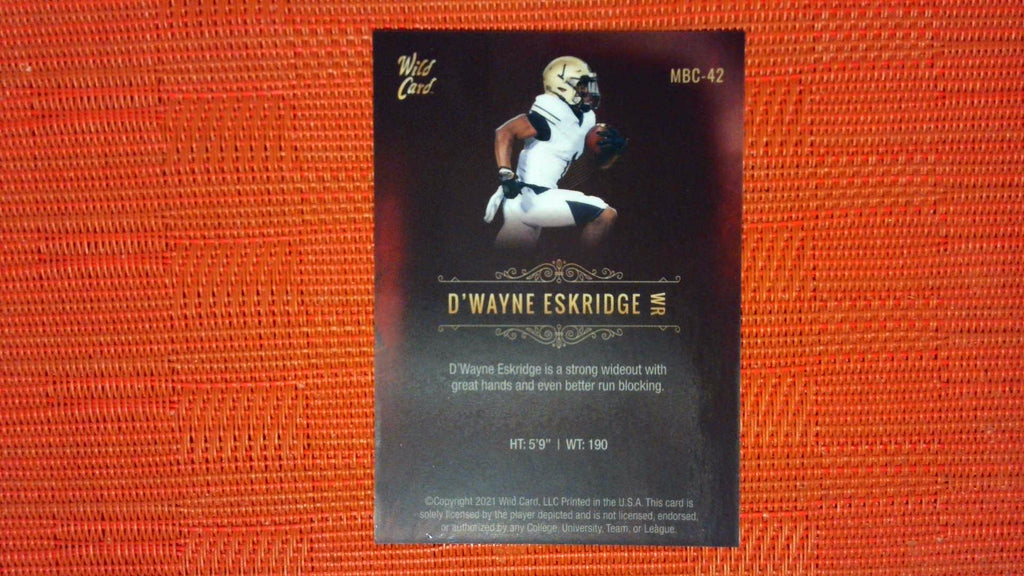 Wild
Card
MBC-42
D'WAYNE ESKRIDGE WR
D'Wayne Eskridge is a strong wideout with
great hands and even better run blocking.
HT: 5'9" | WT: 190
©Copyright 2021 Wild Card, LLC Printed in the U.S.A. This card is
solely licensed by the player depicted and is not licensed, endorsed,
or authorized by any College, University, Team, or League.